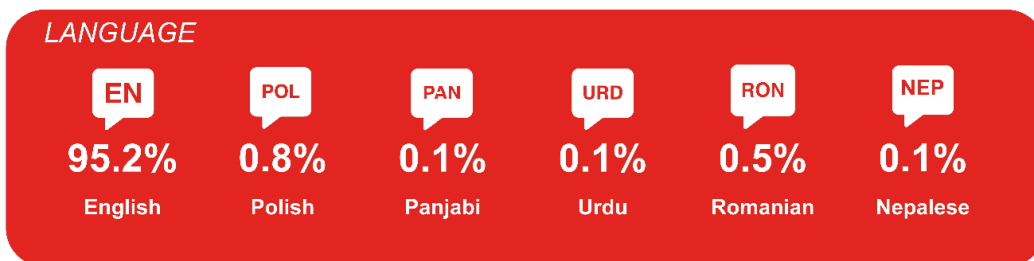 LANGUAGE
EN POL PAN URD RON NEP
95.2% 0.8% 0.1% 0.1% 0.5% 0.1%
English Polish Panjabi Urdu Romanian Nepalese